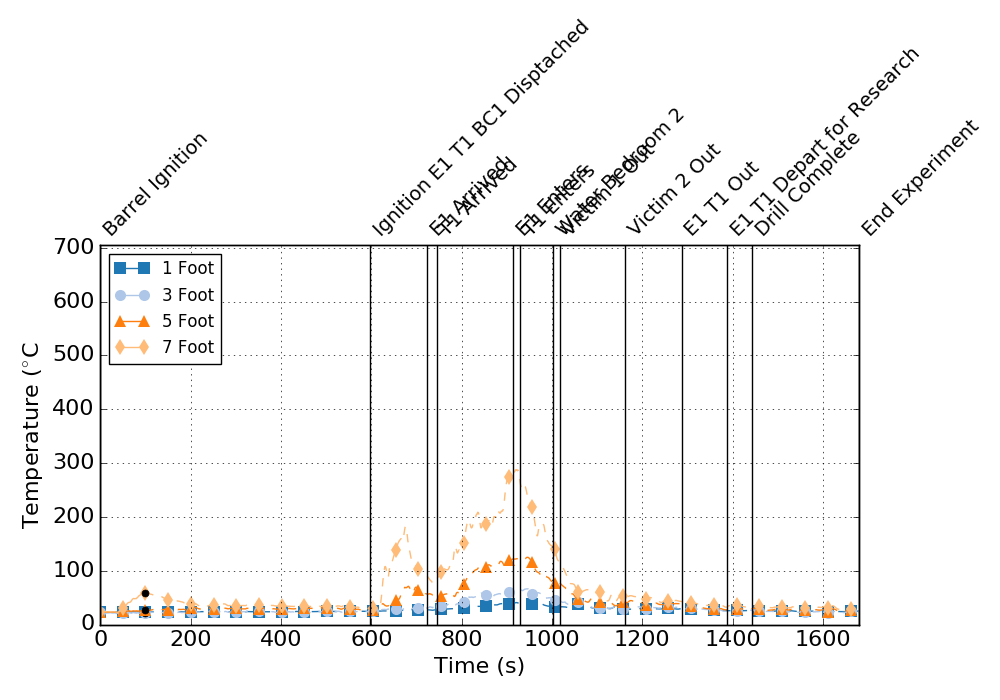 Barrel Ignition
Ignition E1 T1 BC1 Disptached
E1 Arrived
T1 Arrived
E1 Enters
T1 Enters
Water Bedroom 2
Victim 1 Out
Victim 2 Out
E1 T1 Out
E1 T1 Depart for Research
Drill Complete
End Experiment
700
600
500
400
300
200
100
0
Temperature (°C
1 Foot
3 Foot
5 Foot
7 Foot
0 200 400 600 800 1000 1200 1400 1600
Time (s)